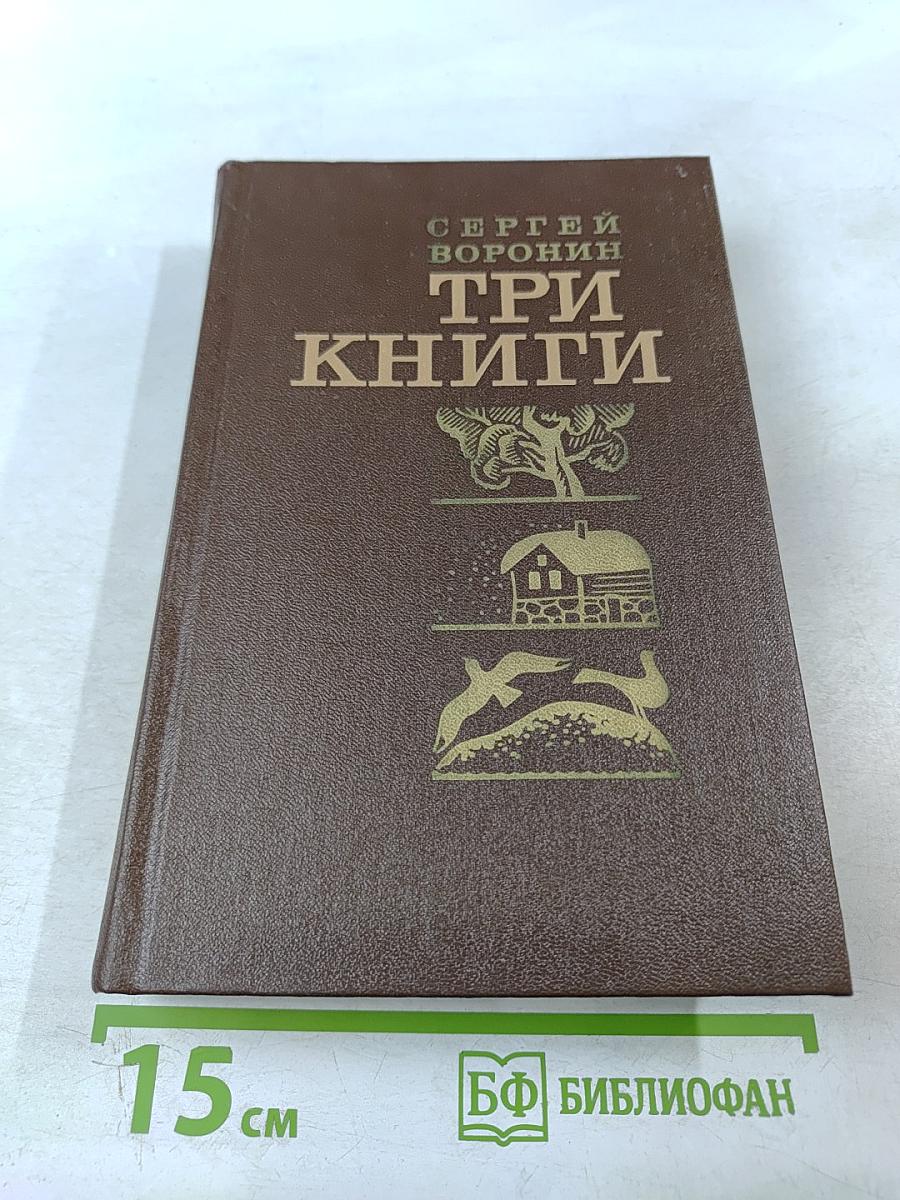 СЕРГЕЙ
ВОРОНИН
ТРИ
КНИГИ
15 см
БФ БИБЛИОФАН